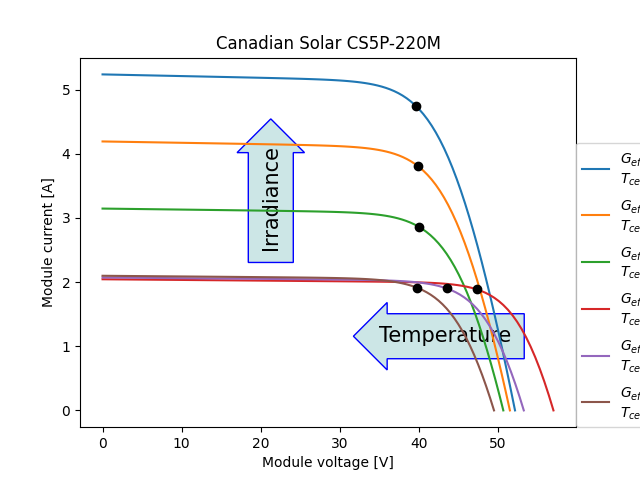 Canadian Solar CS5P-220M
Module current [A]
5
4
3
2
1
0
Irradiance
Temperature
0 10 20 30 40 50
Module voltage [V]